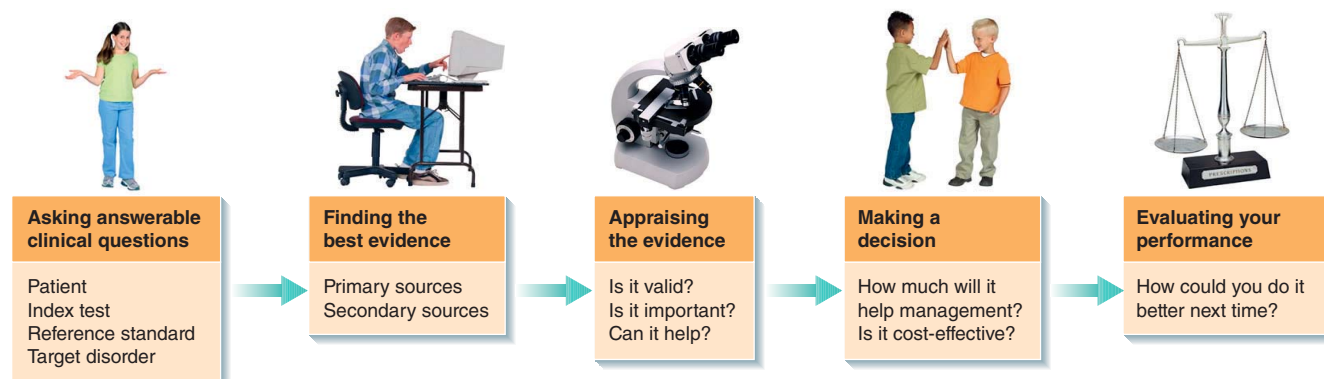 Asking answerable
clinical questions
Patient
Index test
Reference standard
Target disorder
Finding the
best evidence
Primary sources
Secondary sources
Appraising
the evidence
Is it valid?
Is it important?
Can it help?
Making a
decision
How much will it
help management?
Is it cost-effective?
PRESCRIPTIONS
Evaluating your
performance
How could you do it
better next time?